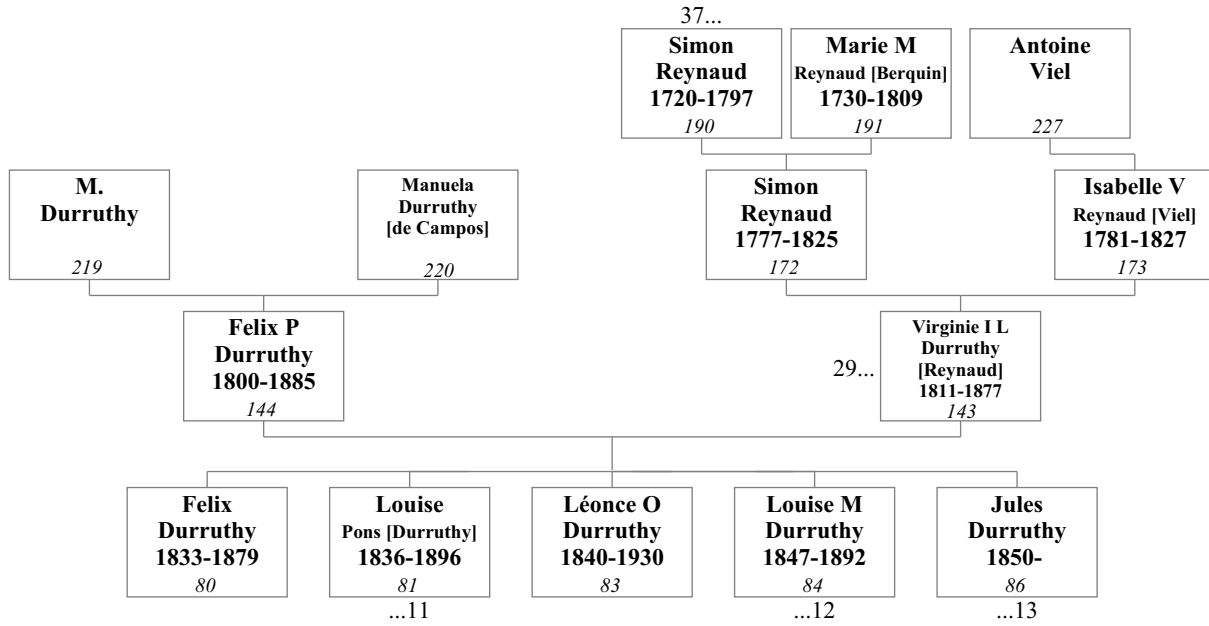 37...
Simon
Reynaud
1720-1797
190
Marie M
Reynaud [Berquin]
1730-1809
191
Antoine
Viel
227
M.
Durruthy
219
Manuela
Durruthy
[de Campos]
220
Simon
Reynaud
1777-1825
172
Isabelle V
Reynaud [Viel]
1781-1827
173
Felix P
Durruthy
1800-1885
144
29...
Virginie I L
Durruthy
[Reynaud]
1811-1877
143
Felix
Durruthy
1833-1879
80
Louise
Pons [Durruthy]
1836-1896
81
...11
Léonce O
Durruthy
1840-1930
83
Louise M
Durruthy
1847-1892
84
...12
Jules
Durruthy
1850-
86
...13